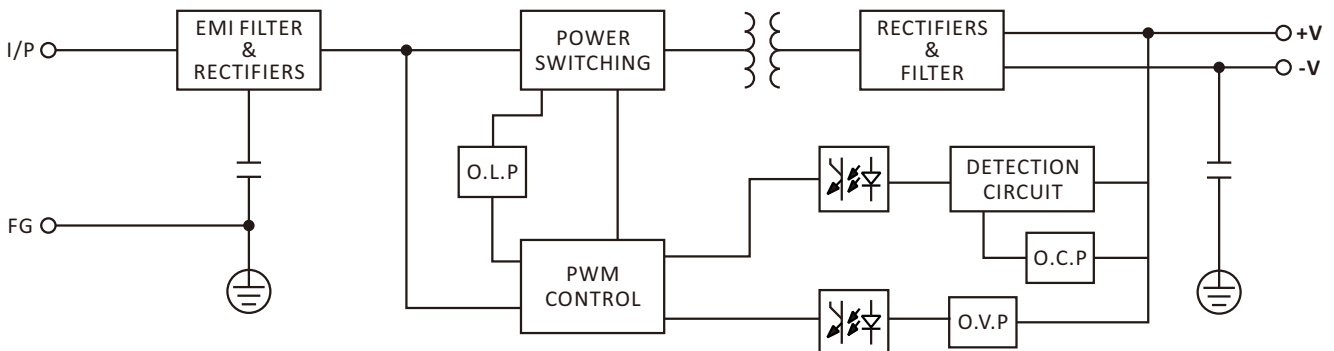 I/P
EMI FILTER
&
RECTIFIERS
POWER
SWITCHING
RECTIFIERS
&
FILTER
+V
-V
O.L.P
DETECTION
CIRCUIT
FG
O.C.P
PWM
CONTROL
O.V.P